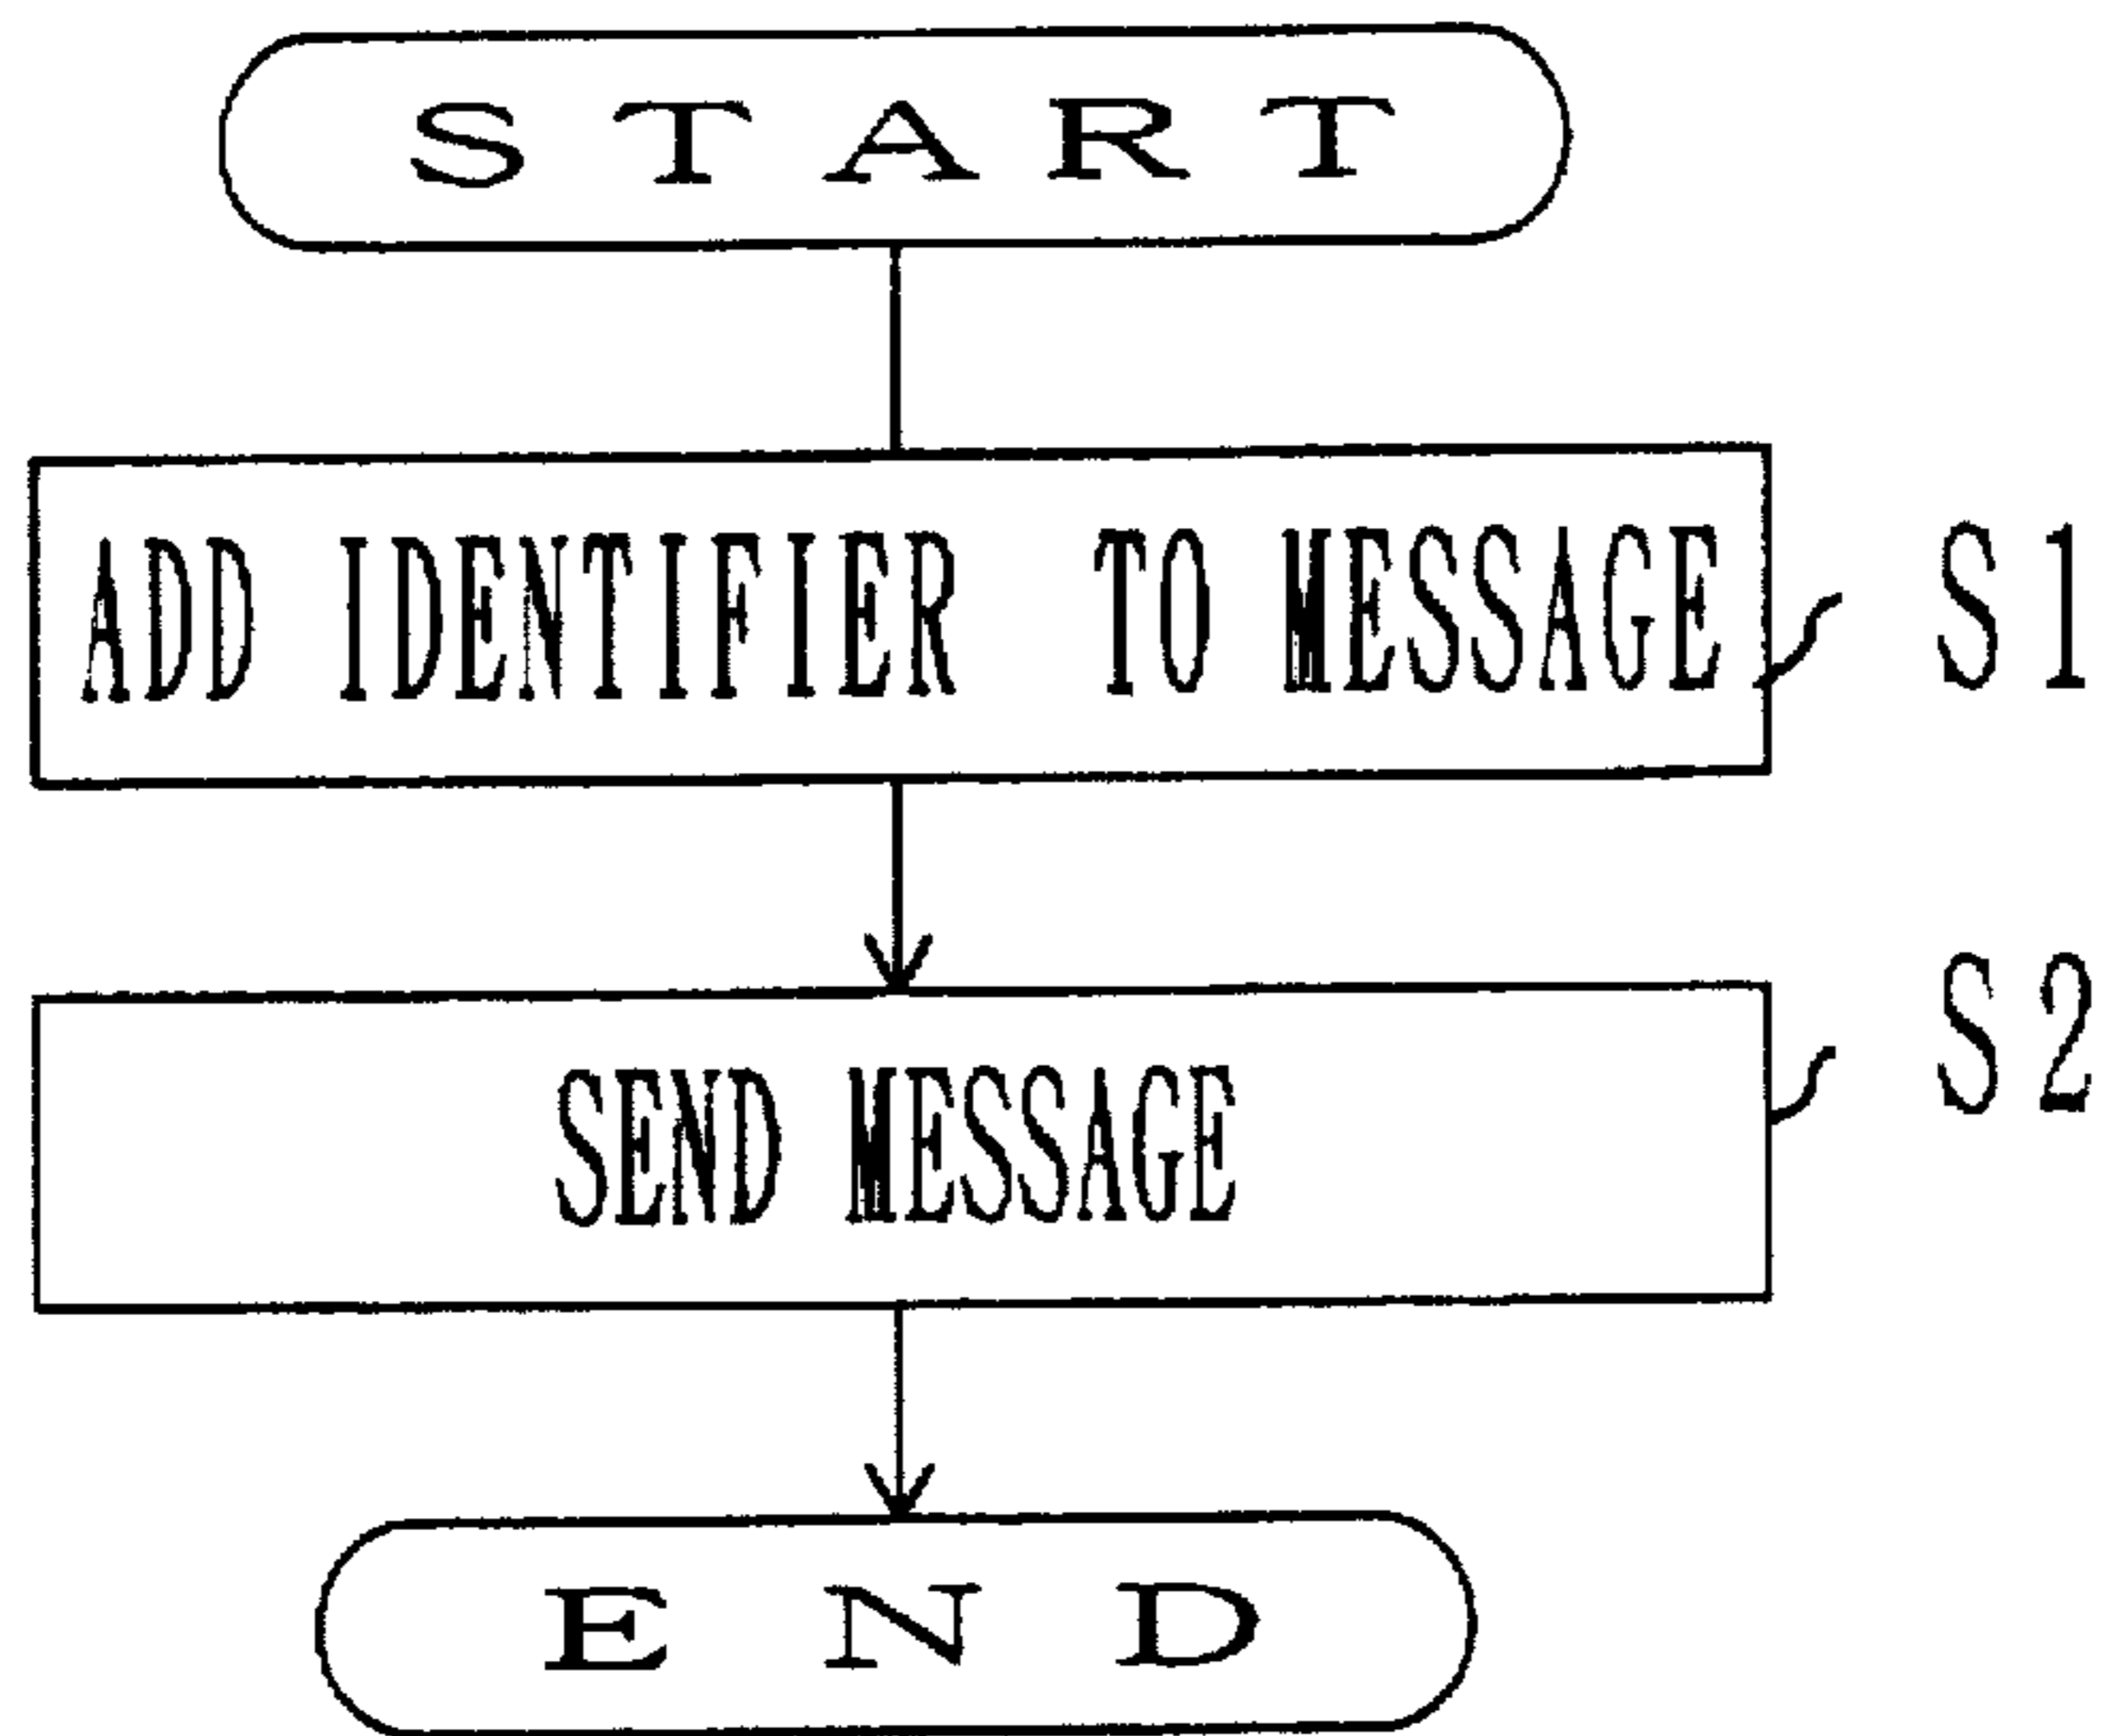 START
ADD IDENTIFIER TO MESSAGE
S1
S2
SEND MESSAGE
END